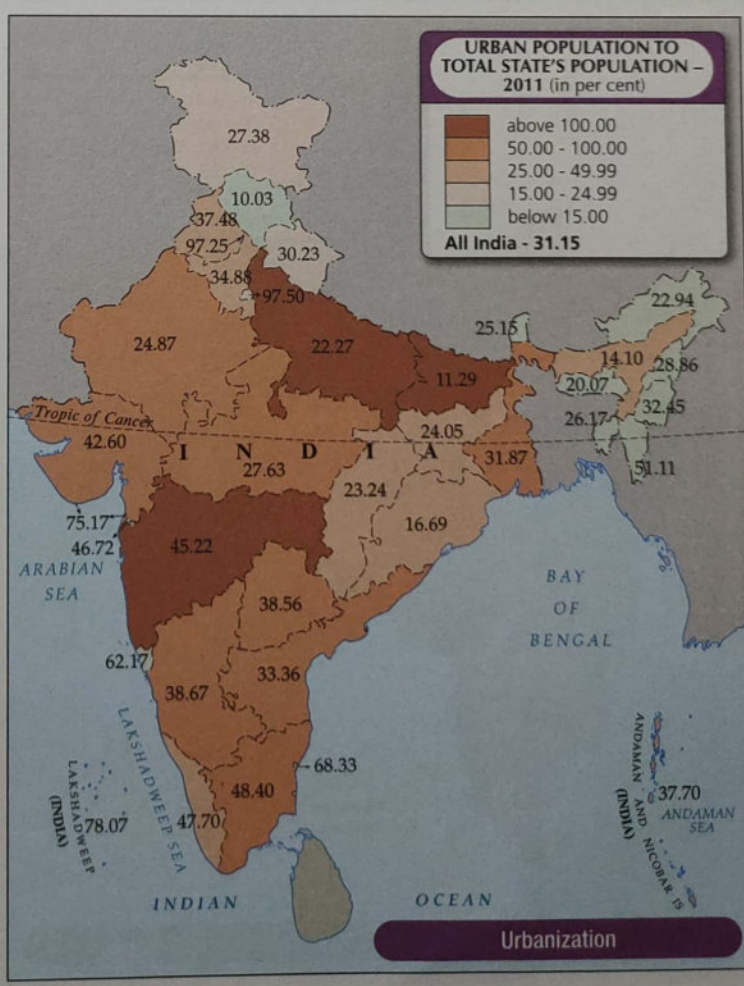 URBAN POPULATION TO
TOTAL STATE'S POPULATION –
2011 (in per cent)
above 100.00
50.00 - 100.00
25.00 - 49.99
15.00 - 24.99
below 15.00
All India - 31.15
27.38
10.03
37.48
97.25
30.23
34.88
97.50
24.87
22.27
25.15
22.94
14.10
28.86
11.29
20.07
32.45
26.17
51.11
Tropic of Cancer
42.60
24.05
INDIA
27.63
31.87
23.24
16.69
75.17
46.72
45.22
ARABIAN
SEA
BAY
OF
BENGAL
38.56
62.17
33.36
38.67
LAKSHADWEEP SEA
68.33
48.40
47.70
LAKSHADWEEP
(INDIA)
78.07
ANDAMAN AND NICOBAR IS
(INDIA)
37.70
ANDAMAN
SEA
INDIAN OCEAN
Urbanization